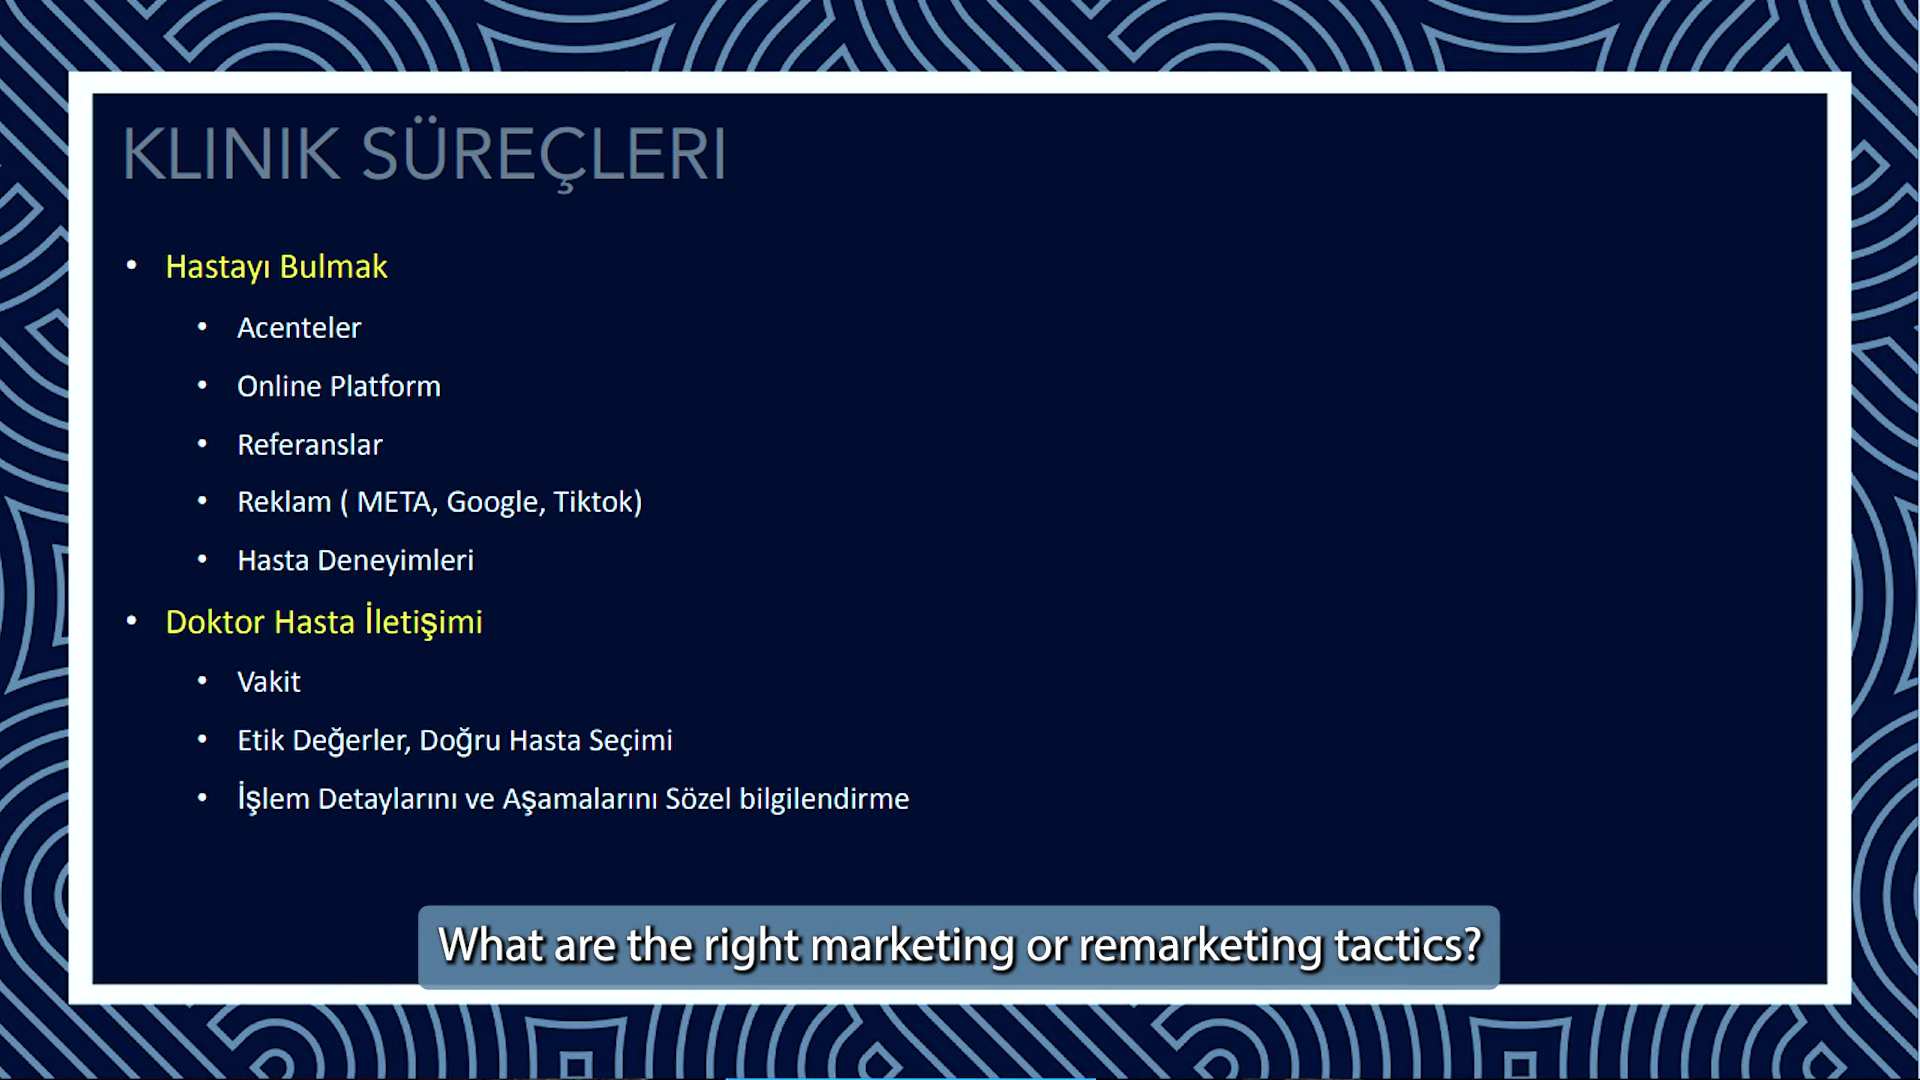 KLINIK SÜREÇLERI
• Hastayı Bulmak
• Acenteler
• Online Platform
• Referanslar
• Reklam ( META, Google, Tiktok)
• Hasta Deneyimleri
• Doktor Hasta İletişimi
• Vakit
• Etik Değerler, Doğru Hasta Seçimi
• İşlem Detaylarını ve Aşamalarını Sözel bilgilendirme
What are the right marketing or remarketing tactics?